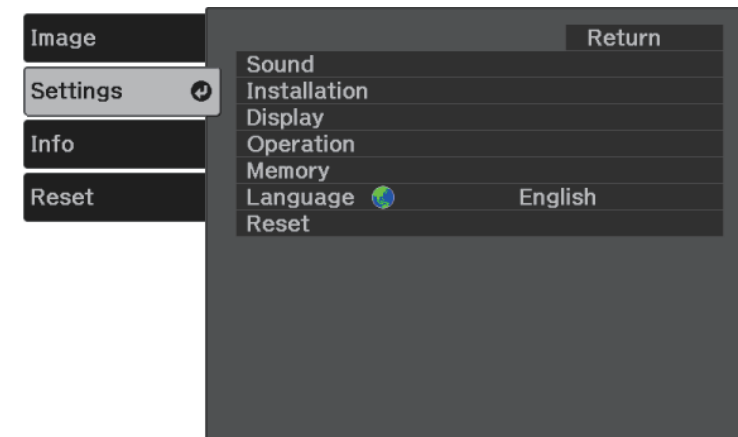 Image
Settings
Info
Reset
Return
Sound
Installation
Display
Operation
Memory
Language English
Reset